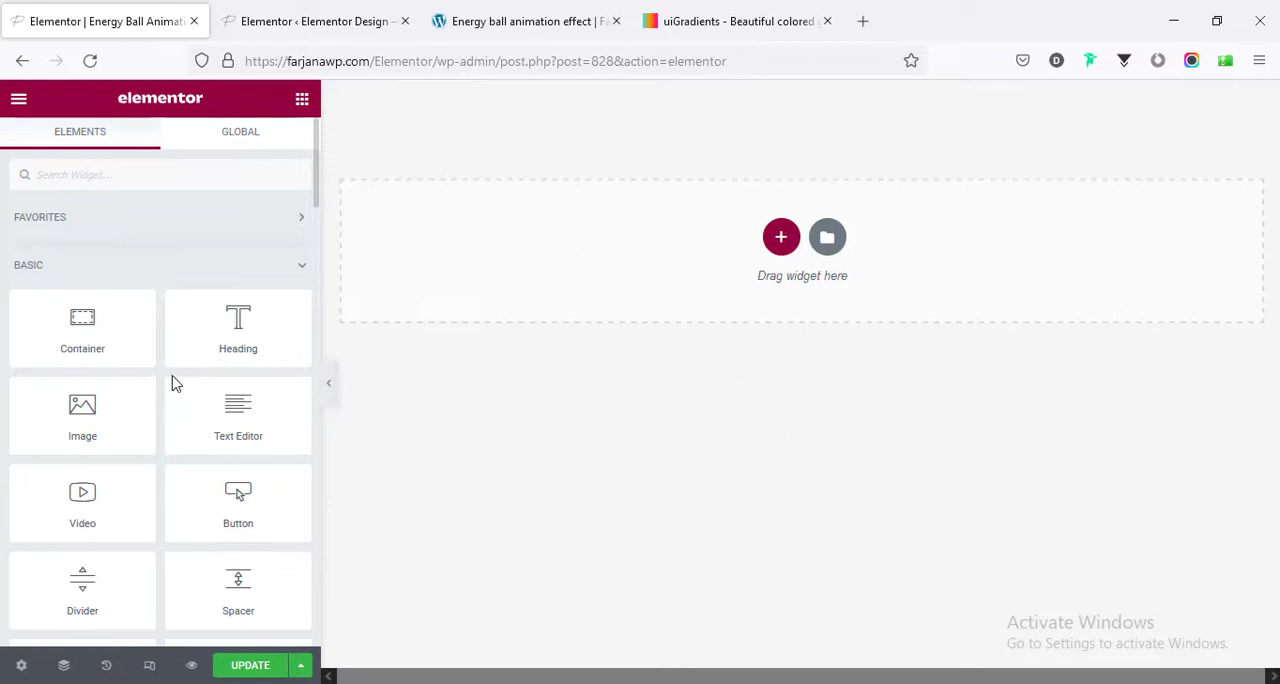 Elementor | Energy Ball Animati
Elementor ‹ Elementor Design –
Energy ball animation effect | Fa
uiGradients - Beautiful colored
https://farjanawp.com/Elementor/wp-admin/post.php?post=828&action=elementor
elementor
ELEMENTS
GLOBAL
Search Widget...
FAVORITES
BASIC
Container
Heading
Image
Text Editor
Video
Button
Divider
Spacer
UPDATE
Drag widget here
Activate Windows
Go to Settings to activate Windows.